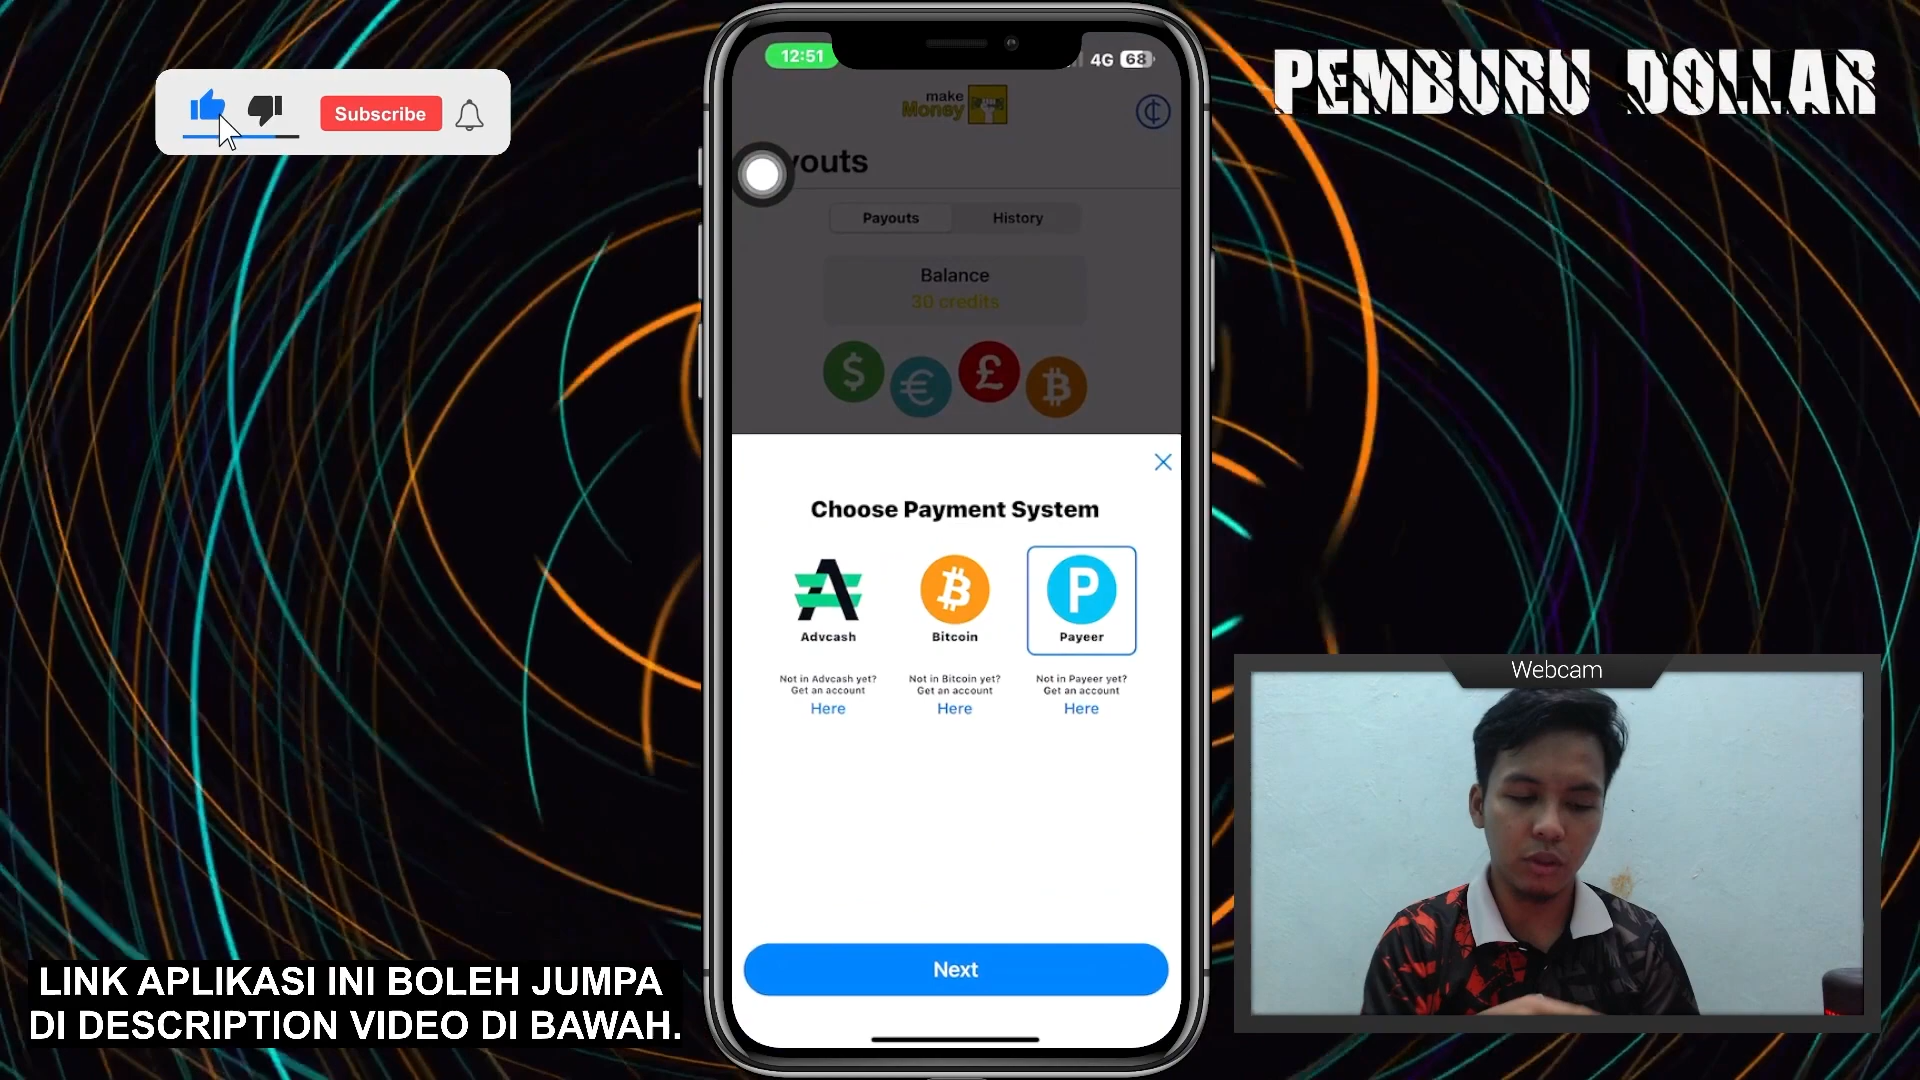 PEMBURU DOLLAR
Subscribe
12:51
4G 68
make
Money
youts
Payouts
History
Balance
30 credits
Choose Payment System
Advcash
Bitcoin
Payeer
Not in Advcash yet?
Get an account
Here
Not in Bitcoin yet?
Get an account
Here
Not in Payeer yet?
Get an account
Here
Next
Webcam
LINK APLIKASI INI BOLEH JUMPA
DI DESCRIPTION VIDEO DI BAWAH.